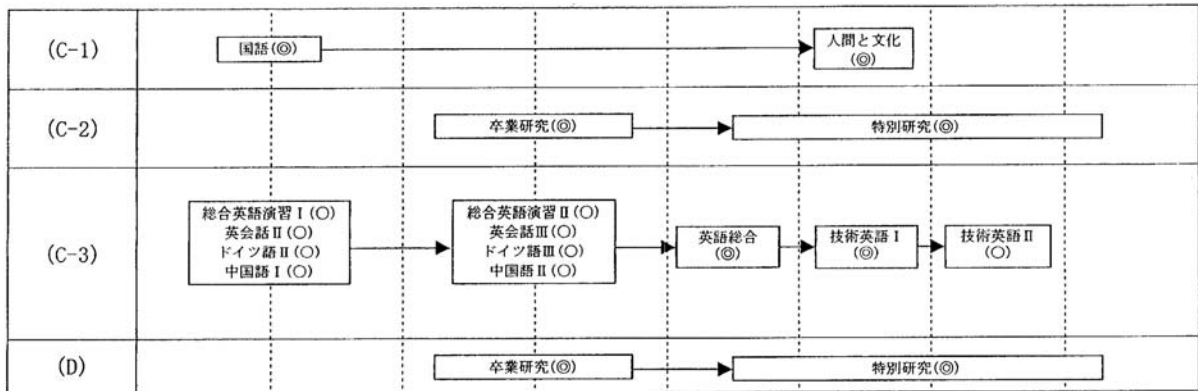 (C-1)
国語(◎)
人間と文化
(◎)
(C-2)
卒業研究(◎)
特別研究(◎)
(C-3)
総合英語演習Ⅰ(○)
英会話Ⅱ(○)
ドイツ語Ⅱ(○)
中国語Ⅰ(○)
総合英語演習Ⅱ(○)
英会話Ⅲ(○)
ドイツ語Ⅲ(○)
中国語Ⅱ(○)
英語総合
(◎)
技術英語Ⅰ
(◎)
技術英語Ⅱ
(○)
(D)
卒業研究(◎)
特別研究(◎)